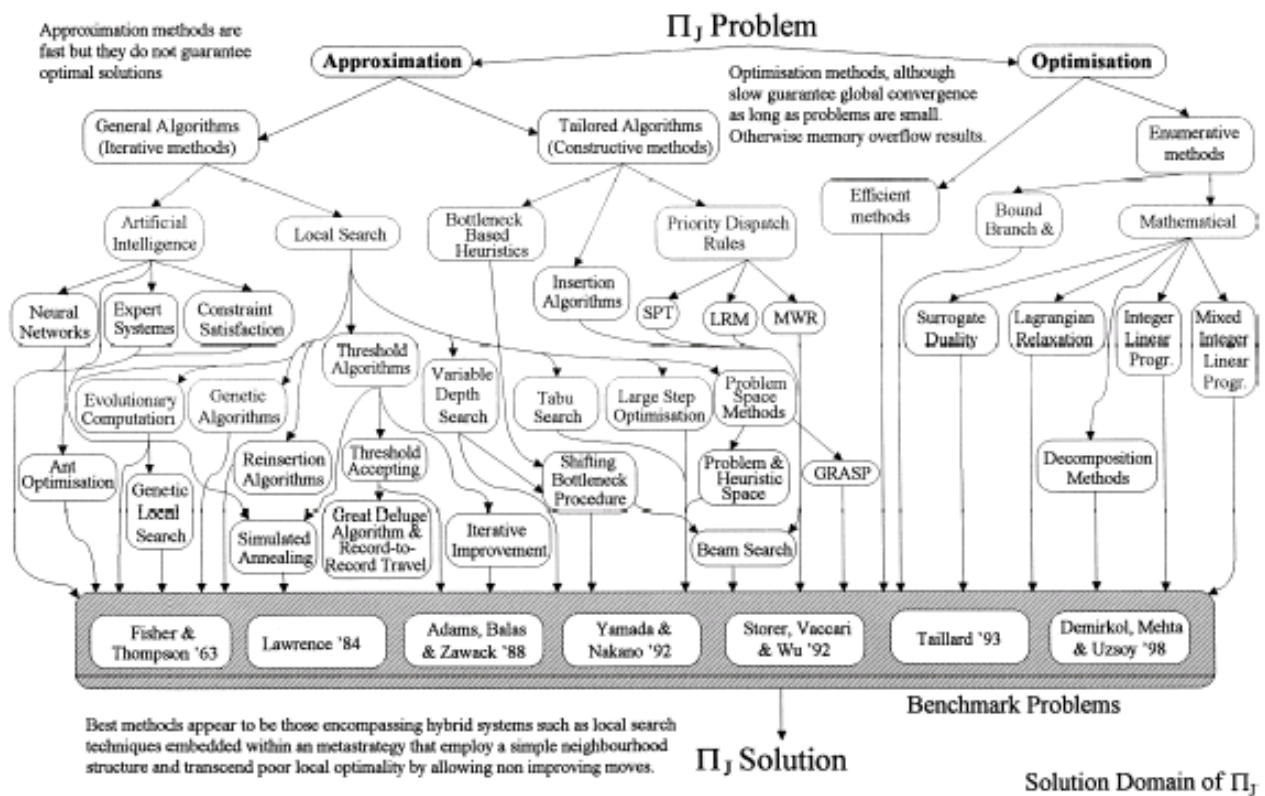 Π_J Problem
Approximation methods are
fast but they do not guarantee
optimal solutions
Approximation
Optimisation
Optimisation methods, although
slow guarantee global convergence
as long as problems are small.
Otherwise memory overflow results.
General Algorithms
(Iterative methods)
Tailored Algorithms
(Constructive methods)
Enumerative
methods
Efficient
methods
Artificial
Intelligence
Local Search
Bottleneck
Based
Heuristics
Priority Dispatch
Rules
Bound
Branch &
Mathematical
Neural
Networks
Expert
Systems
Constraint
Satisfaction
Insertion
Algorithms
SPT
LRM
MWR
Surrogate
Duality
Lagrangian
Relaxation
Integer
Linear
Progr.
Mixed
Integer
Linear
Progr.
Threshold
Algorithms
Variable
Depth
Search
Evolutionary
Computation
Genetic
Algorithms
Tabu
Search
Large Step
Optimisation
Problem
Space
Methods
Ant
Optimisation
Genetic
Local
Search
Reinsertion
Algorithms
Threshold
Accepting
Shifting
Bottleneck
Procedure
Problem &
Heuristic
Space
GRASP
Decomposition
Methods
Simulated
Annealing
Great Deluge
Algorithm &
Record-to-
Record Travel
Iterative
Improvement
Beam Search
Fisher &
Thompson '63
Lawrence '84
Adams, Balas
& Zawack '88
Yamada &
Nakano '92
Storer, Vaccari
& Wu '92
Taillard '93
Demirkol, Mehta
& Uzsoy '98
Benchmark Problems
Best methods appear to be those encompassing hybrid systems such as local search
techniques embedded within an metastrategy that employ a simple neighbourhood
structure and transcend poor local optimality by allowing non improving moves.
Π_J Solution
Solution Domain of Π_J